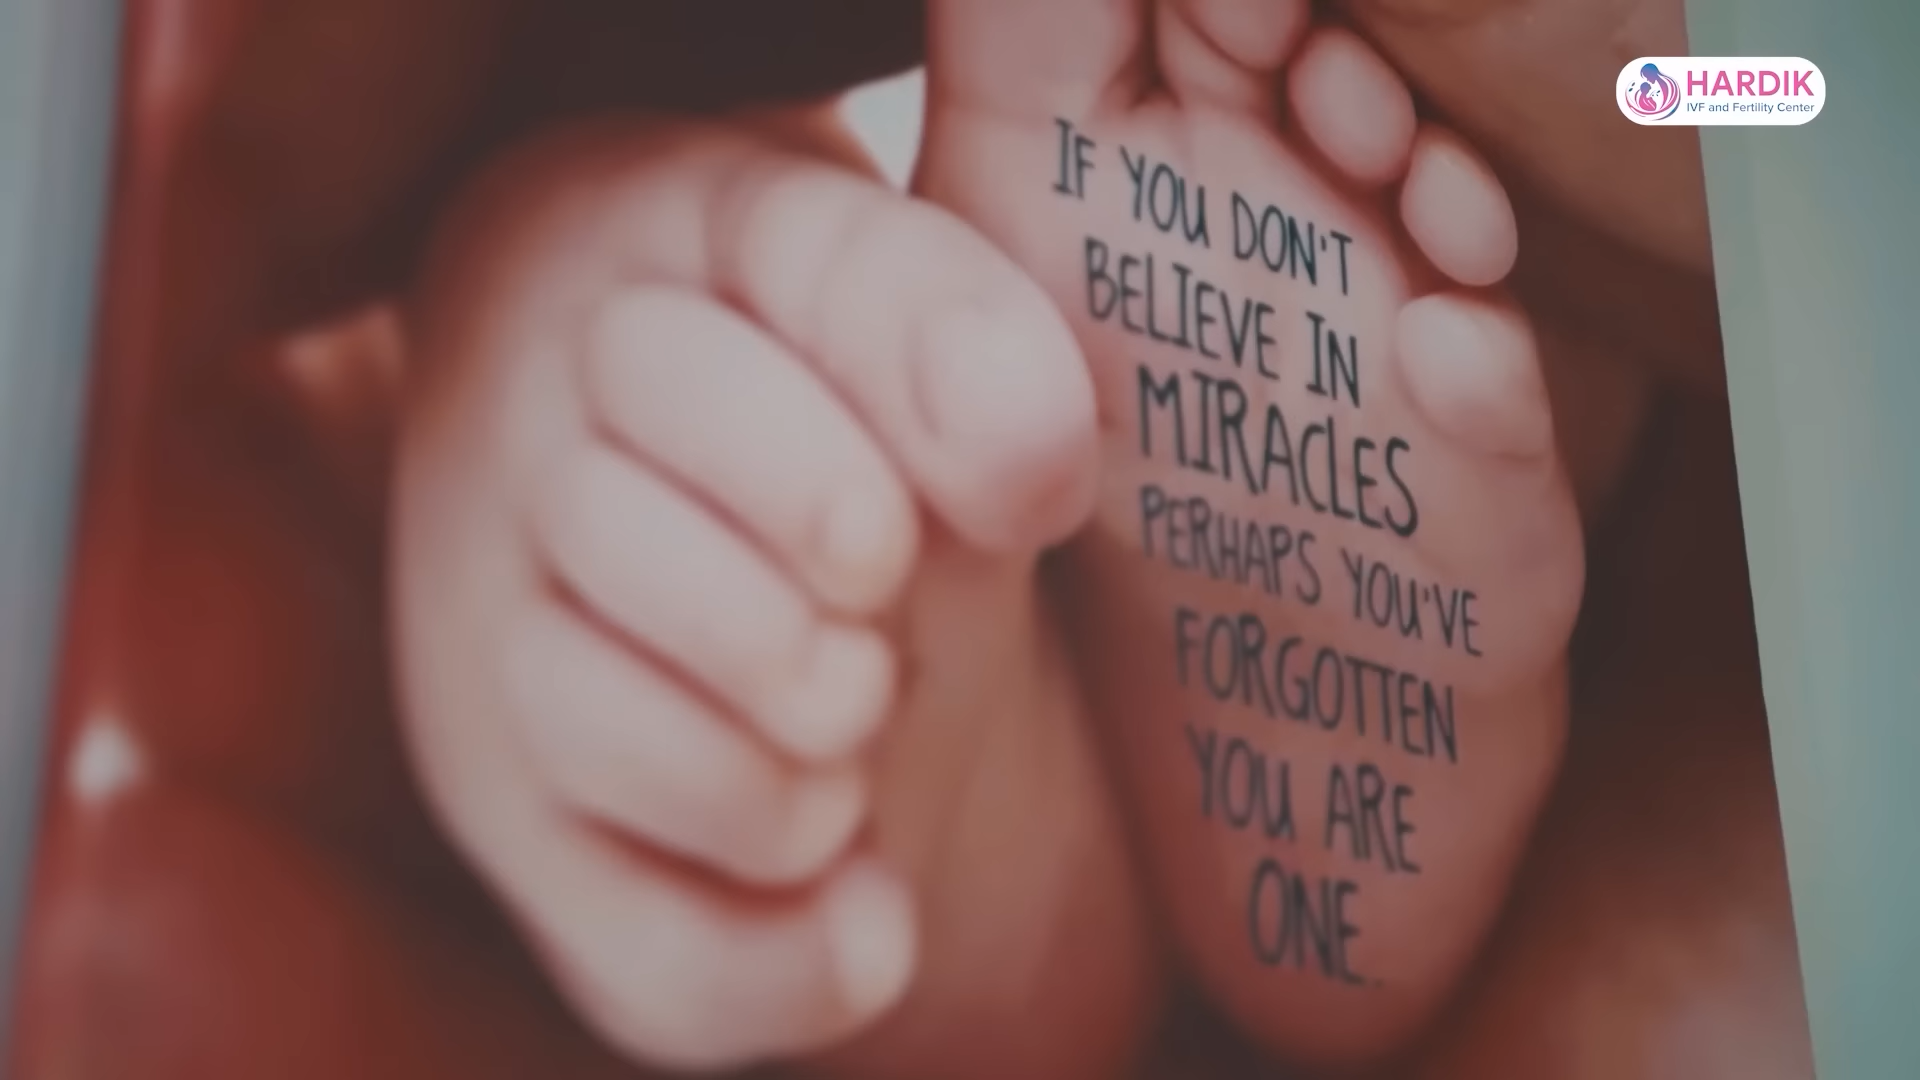 HARDIK
IVF and Fertility Center
IF YOU DON'T
BELIEVE IN
MIRACLES
PERHAPS YOU'VE
FORGOTTEN
YOU ARE
ONE.